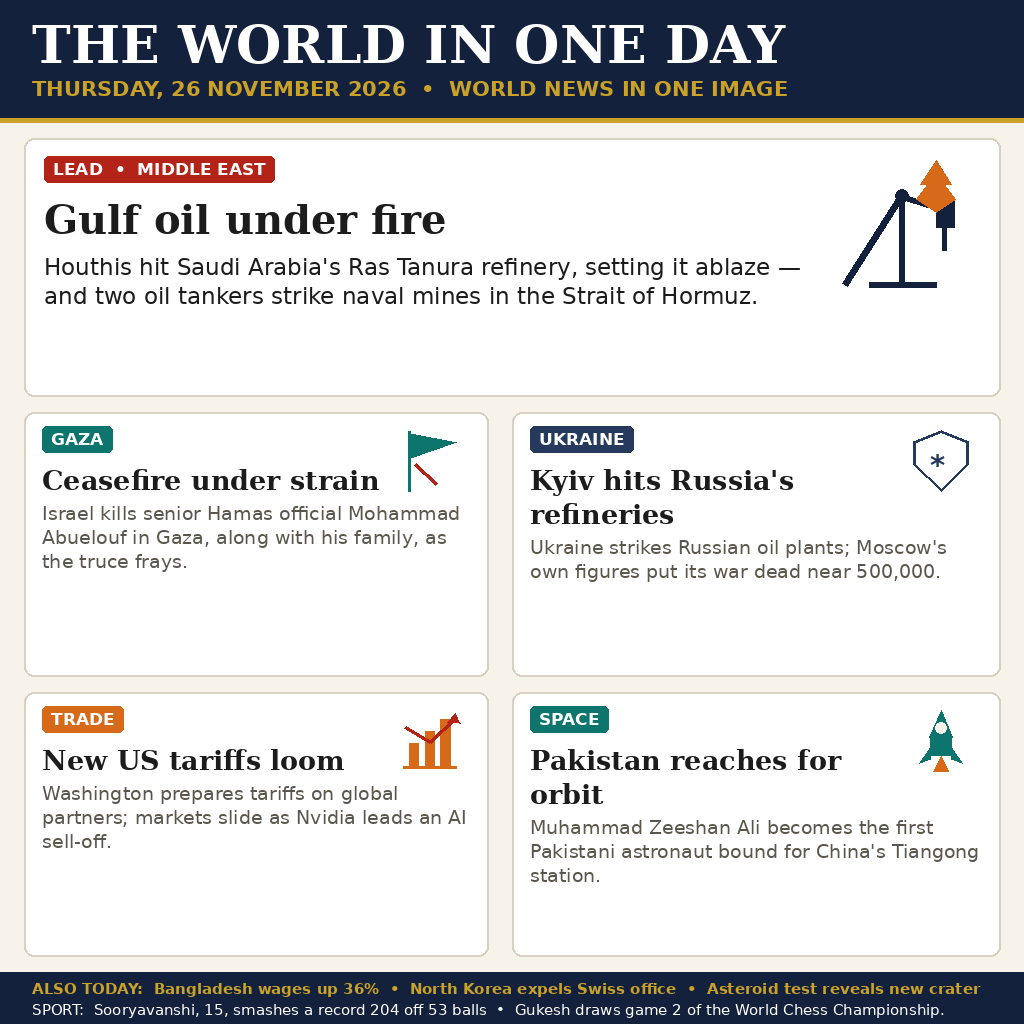 THE WORLD IN ONE DAY
THURSDAY, 26 NOVEMBER 2026 • WORLD NEWS IN ONE IMAGE
LEAD • MIDDLE EAST
Gulf oil under fire
Houthis hit Saudi Arabia's Ras Tanura refinery, setting it ablaze —
and two oil tankers strike naval mines in the Strait of Hormuz.
GAZA
Ceasefire under strain
Israel kills senior Hamas official Mohammad
Abuelouf in Gaza, along with his family, as
the truce frays.
UKRAINE
*
Kyiv hits Russia's
refineries
Ukraine strikes Russian oil plants; Moscow's
own figures put its war dead near 500,000.
TRADE
New US tariffs loom
Washington prepares tariffs on global
partners; markets slide as Nvidia leads an AI
sell-off.
SPACE
Pakistan reaches for
orbit
Muhammad Zeeshan Ali becomes the first
Pakistani astronaut bound for China's Tiangong
station.
ALSO TODAY: Bangladesh wages up 36% • North Korea expels Swiss office • Asteroid test reveals new crater
SPORT: Sooryavanshi, 15, smashes a record 204 off 53 balls • Gukesh draws game 2 of the World Chess Championship.